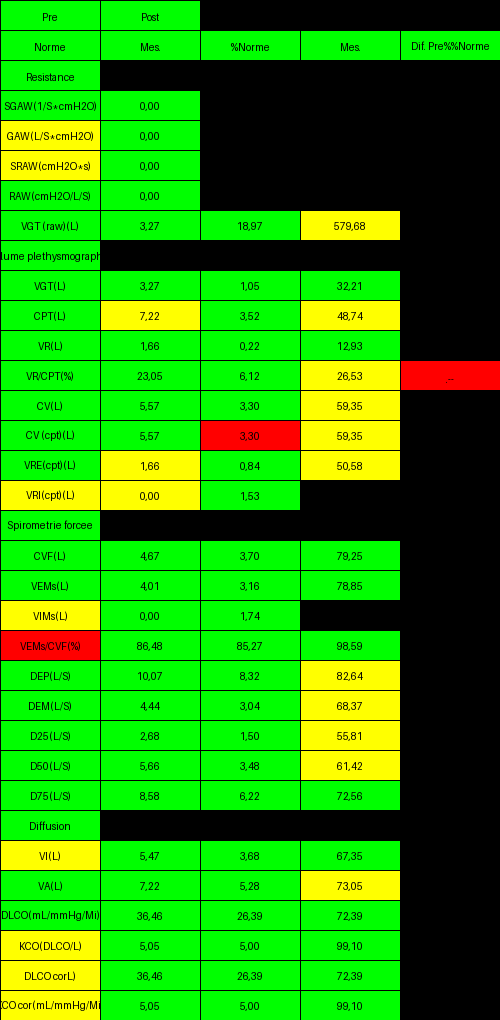 Pre Post
Norme Mes. %Norme Mes. Dif. Pre%%Norme
Resistance
SGAW(1/S*cmH2O) 0,00
GAW(L/S*cmH2O) 0,00
SRAW(cmH2O*s) 0,00
RAW(cmH2O/L/S) 0,00
VGT (raw)(L) 3,27 18,97 579,68
lume plethysmograph
VGT(L) 3,27 1,05 32,21
CPT(L) 7,22 3,52 48,74
VR(L) 1,66 0,22 12,93
VR/CPT(%) 23,05 6,12 26,53
CV(L) 5,57 3,30 59,35
CV (cpt)(L) 5,57 3,30 59,35
VRE(cpt)(L) 1,66 0,84 50,58
VRI(cpt)(L) 0,00 1,53
Spirometrie forcee
CVF(L) 4,67 3,70 79,25
VEMs(L) 4,01 3,16 78,85
VIMs(L) 0,00 1,74
VEMs/CVF(%) 86,48 85,27 98,59
DEP(L/S) 10,07 8,32 82,64
DEM(L/S) 4,44 3,04 68,37
D25(L/S) 2,68 1,50 55,81
D50(L/S) 5,66 3,48 61,42
D75(L/S) 8,58 6,22 72,56
Diffusion
VI(L) 5,47 3,68 67,35
VA(L) 7,22 5,28 73,05
DLCO(mL/mmHg/Mi) 36,46 26,39 72,39
KCO(DLCO/L) 5,05 5,00 99,10
DLCOcorL) 36,46 26,39 72,39
COcor(mL/mmHg/Mi 5,05 5,00 99,10